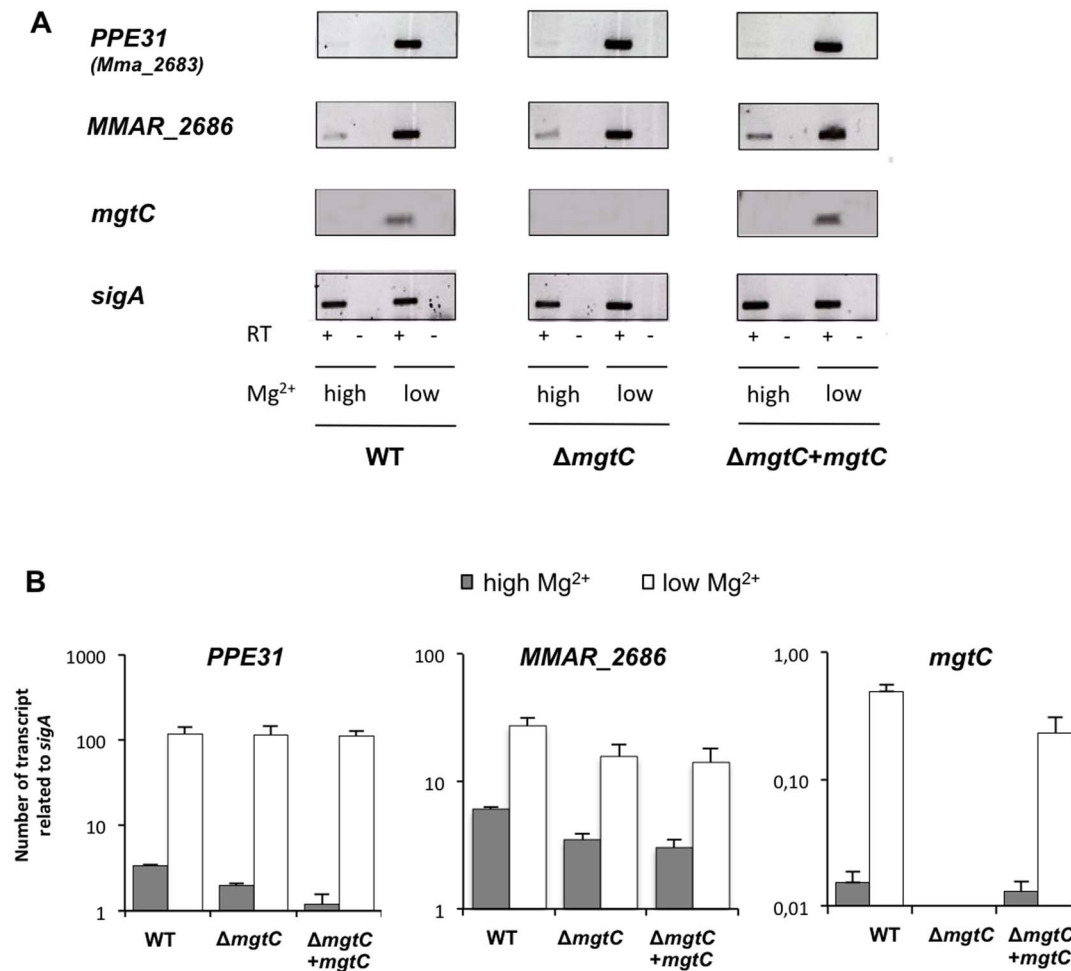 A
PPE31
(Mma_2683)
MMAR_2686
mgtC
sigA
RT + - + - + - + - + - + -
Mg²⁺ high low high low high low
WT ΔmgtC ΔmgtC+mgtC
B
high Mg²⁺ low Mg²⁺
Number of transcript
related to sigA
PPE31
1000
100
10
1
WT ΔmgtC ΔmgtC
+mgtC
MMAR_2686
100
10
1
WT ΔmgtC ΔmgtC
+mgtC
mgtC
1,00
0,10
0,01
WT ΔmgtC ΔmgtC
+mgtC